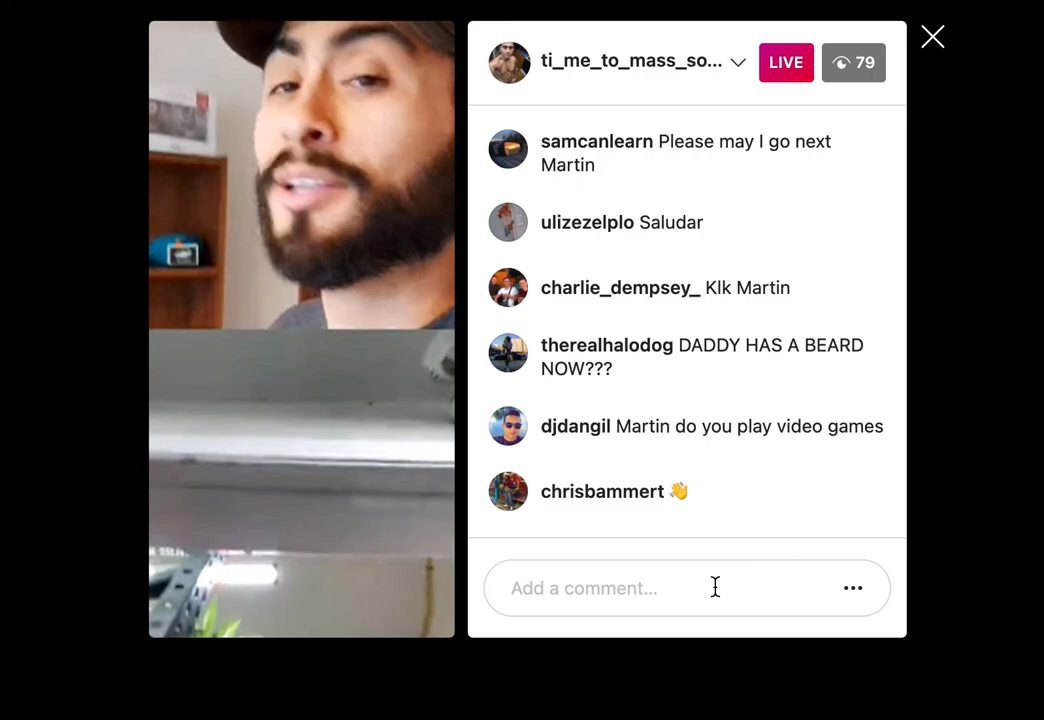 ti_me_to_mass_so...
LIVE
79
samcanlearn Please may I go next
Martin
ulizezelplo Saludar
charlie_dempsey_ Klk Martin
therealhalodog DADDY HAS A BEARD
NOW???
djdangil Martin do you play video games
chrisbammert 👋
Add a comment...